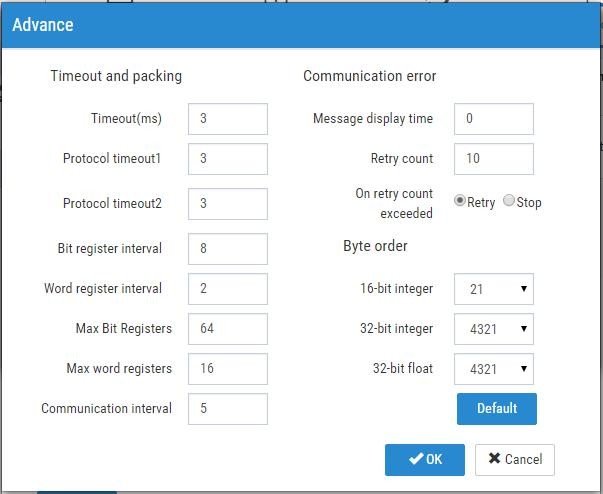 Advance
Timeout and packing
Timeout(ms) 3
Protocol timeout1 3
Protocol timeout2 3
Bit register interval 8
Word register interval 2
Max Bit Registers 64
Max word registers 16
Communication interval 5
Communication error
Message display time 0
Retry count 10
On retry count
exceeded
Retry Stop
Byte order
16-bit integer 21
32-bit integer 4321
32-bit float 4321
Default
OK Cancel